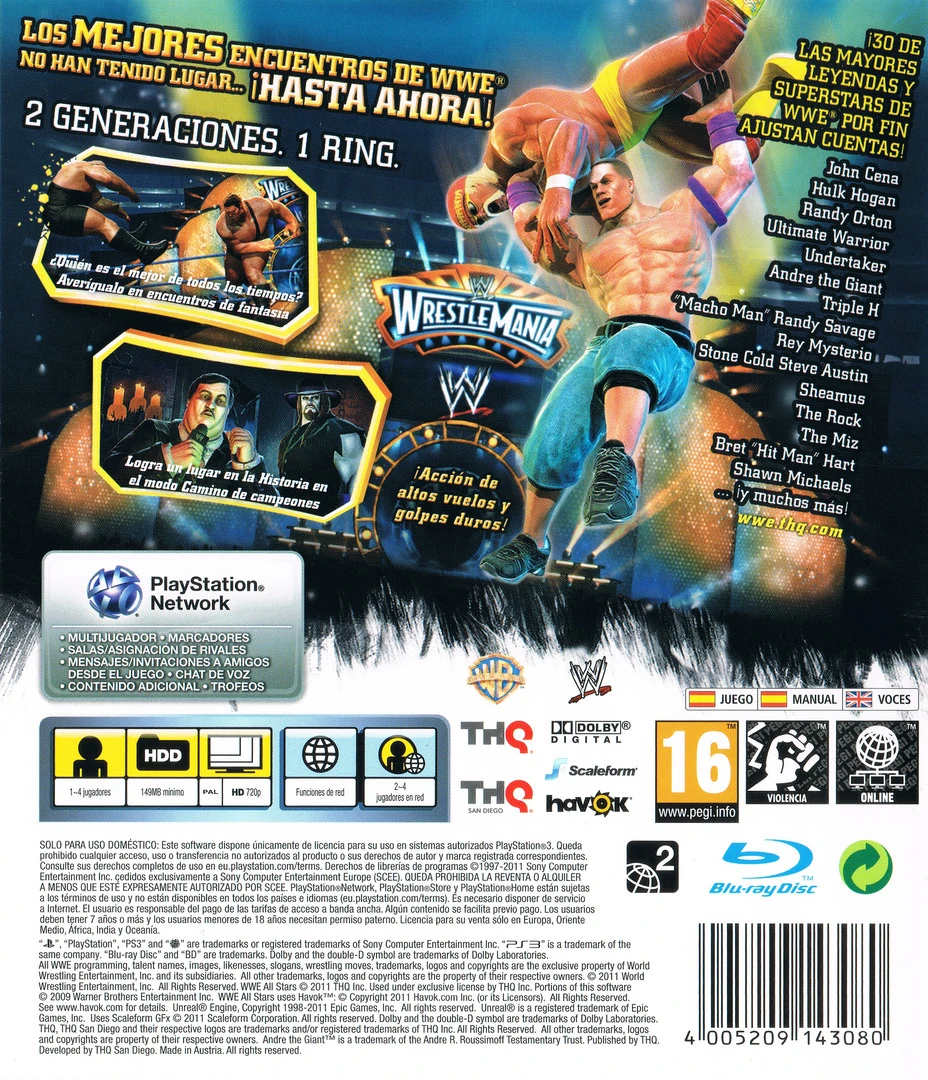 LOS MEJORES ENCUENTROS DE WWE®
NO HAN TENIDO LUGAR... ¡HASTA AHORA!
2 GENERACIONES. 1 RING.
¡30 DE
LAS MAYORES
LEYENDAS Y
SUPERSTARS DE
WWE® POR FIN
AJUSTAN CUENTAS!
John Cena
Hulk Hogan
Randy Orton
Ultimate Warrior
Undertaker
Andre the Giant
Triple H
"Macho Man" Randy Savage
Rey Mysterio
Stone Cold Steve Austin
Sheamus
The Rock
The Miz
Bret "Hit Man" Hart
Shawn Michaels
... ¡y muchos más!
www.thq.com
¿Quién es el mejor de todos los tiempos?
Averígualo en encuentros de fantasía
WRESTLEMANIA
W
Logra un lugar en la Historia en
el modo Camino de campeones
¡Acción de
altos vuelos y
golpes duros!
PlayStation®
Network
• MULTIJUGADOR • MARCADORES
• SALAS/ASIGNACIÓN DE RIVALES
• MENSAJES/INVITACIONES A AMIGOS
DESDE EL JUEGO • CHAT DE VOZ
• CONTENIDO ADICIONAL • TROFEOS
WB
W
JUEGO MANUAL VOCES
HDD
1~4 jugadores 149MB mínimo PAL HD 720p Funciones de red 2~4
jugadores en red
THQ®
DOLBY®
DIGITAL
Scaleform®
THQ®
SAN DIEGO
havok™
16™
www.pegi.info
VIOLENCIA
ONLINE
SOLO PARA USO DOMÉSTICO: Este software dispone únicamente de licencia para su uso en sistemas autorizados PlayStation®3. Queda
prohibido cualquier acceso, uso o transferencia no autorizados al producto o sus derechos de autor y marca registrada correspondientes.
Consulte sus derechos completos de uso en eu.playstation.com/terms. Derechos de librerías de programas ©1997-2011 Sony Computer
Entertainment Inc. cedidos exclusivamente a Sony Computer Entertainment Europe (SCEE). QUEDA PROHIBIDA LA REVENTA O ALQUILER
A MENOS QUE ESTÉ EXPRESAMENTE AUTORIZADO POR SCEE. PlayStation®Network, PlayStation®Store y PlayStation®Home están sujetas
a los términos de uso y no están disponibles en todos los países e idiomas (eu.playstation.com/terms). Es necesario disponer de servicio
a Internet. El usuario es responsable del pago de las tarifas de acceso a banda ancha. Algún contenido se facilita previo pago. Los usuarios
deben tener 7 años o más y los usuarios menores de 18 años necesitan permiso paterno. Licencia para su venta sólo en Europa, Oriente
Medio, África, India y Oceanía.
2
Blu-ray Disc™
" ", "PlayStation", "PS3" and " " are trademarks or registered trademarks of Sony Computer Entertainment Inc. "PS3" is a trademark of the
same company. "Blu-ray Disc" and "BD" are trademarks. Dolby and the double-D symbol are trademarks of Dolby Laboratories.
All WWE programming, talent names, images, likenesses, slogans, wrestling moves, trademarks, logos and copyrights are the exclusive property of World
Wrestling Entertainment, Inc. and its subsidiaries. All other trademarks, logos and copyrights are the property of their respective owners. © 2011 World
Wrestling Entertainment, Inc. All Rights Reserved. WWE All Stars © 2011 THQ Inc. Used under exclusive license by THQ Inc. Portions of this software
© 2009 Warner Brothers Entertainment Inc. WWE All Stars uses Havok™: © Copyright 2011 Havok.com Inc. (or its Licensors). All Rights Reserved.
See www.havok.com for details. Unreal® Engine, Copyright 1998-2011 Epic Games, Inc. All rights reserved. Unreal® is a registered trademark of Epic
Games, Inc. Uses Scaleform GFx © 2011 Scaleform Corporation. All rights reserved. Dolby and the double-D symbol are trademarks of Dolby Laboratories.
THQ, THQ San Diego and their respective logos are trademarks and/or registered trademarks of THQ Inc. All rights reserved. All other trademarks, logos
and copyrights are property of their respective owners. Andre the Giant™ is a trademark of the Andre R. Roussimoff Testamentary Trust. Published by THQ.
Developed by THQ San Diego. Made in Austria. All rights reserved.
4 005209 143080